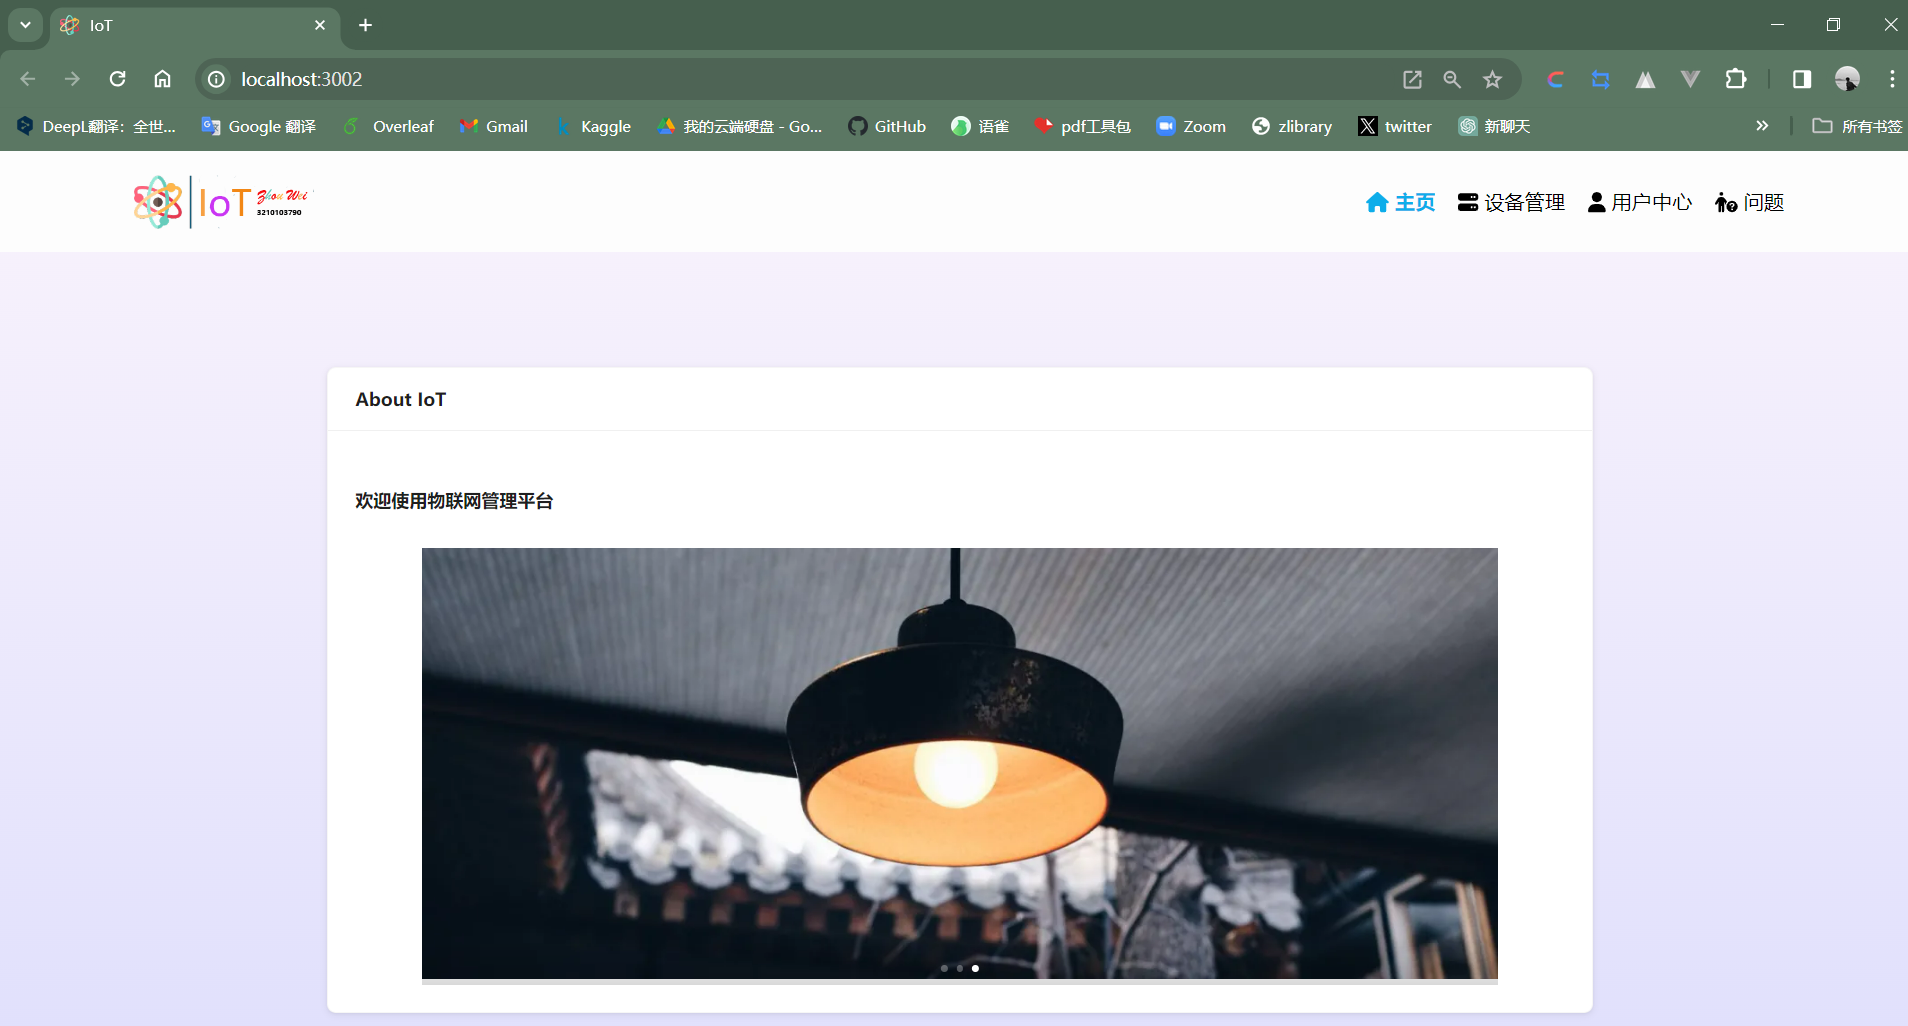 IoT
localhost:3002
DeepL翻译：全世...
Google 翻译
Overleaf
Gmail
Kaggle
我的云端硬盘 - Go...
GitHub
语雀
pdf工具包
Zoom
zlibrary
twitter
新聊天
所有书签
IoT
Zhou Wei
3210103790
主页
设备管理
用户中心
问题
About IoT
欢迎使用物联网管理平台